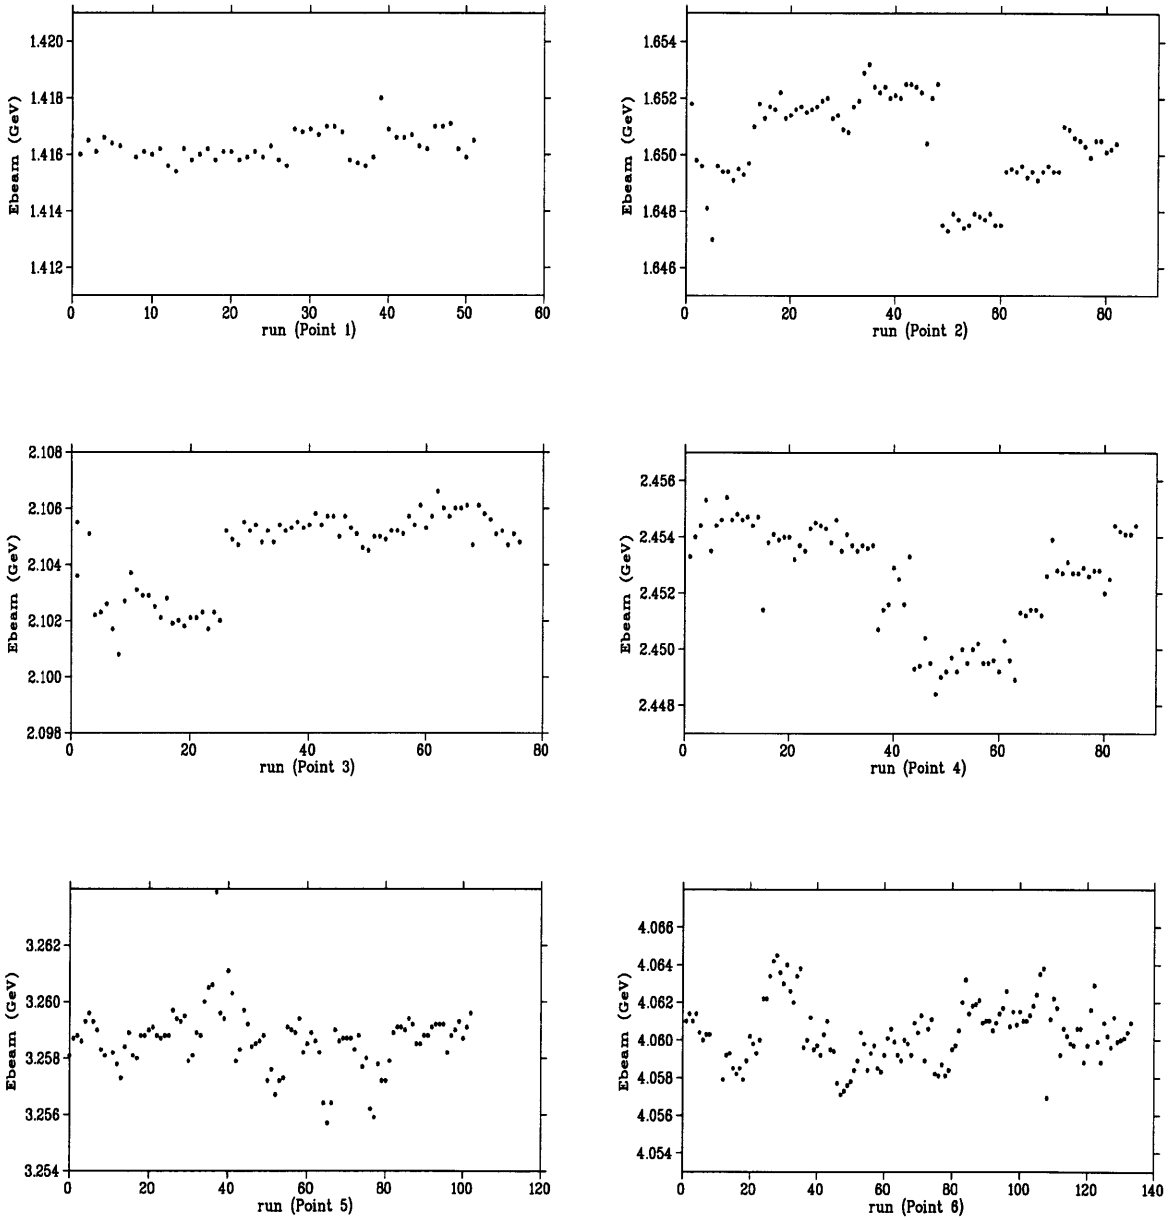 1.420
1.418
1.416
1.414
1.412
Ebeam (GeV)
0 10 20 30 40 50 60
run (Point 1)
1.654
1.652
1.650
1.648
1.646
Ebeam (GeV)
0 20 40 60 80
run (Point 2)
2.108
2.106
2.104
2.102
2.100
2.098
Ebeam (GeV)
0 20 40 60 80
run (Point 3)
2.456
2.454
2.452
2.450
2.448
Ebeam (GeV)
0 20 40 60 80
run (Point 4)
3.262
3.260
3.258
3.256
3.254
Ebeam (GeV)
0 20 40 60 80 100 120
run (Point 5)
4.066
4.064
4.062
4.060
4.058
4.056
4.054
Ebeam (GeV)
0 20 40 60 80 100 120 140
run (Point 6)